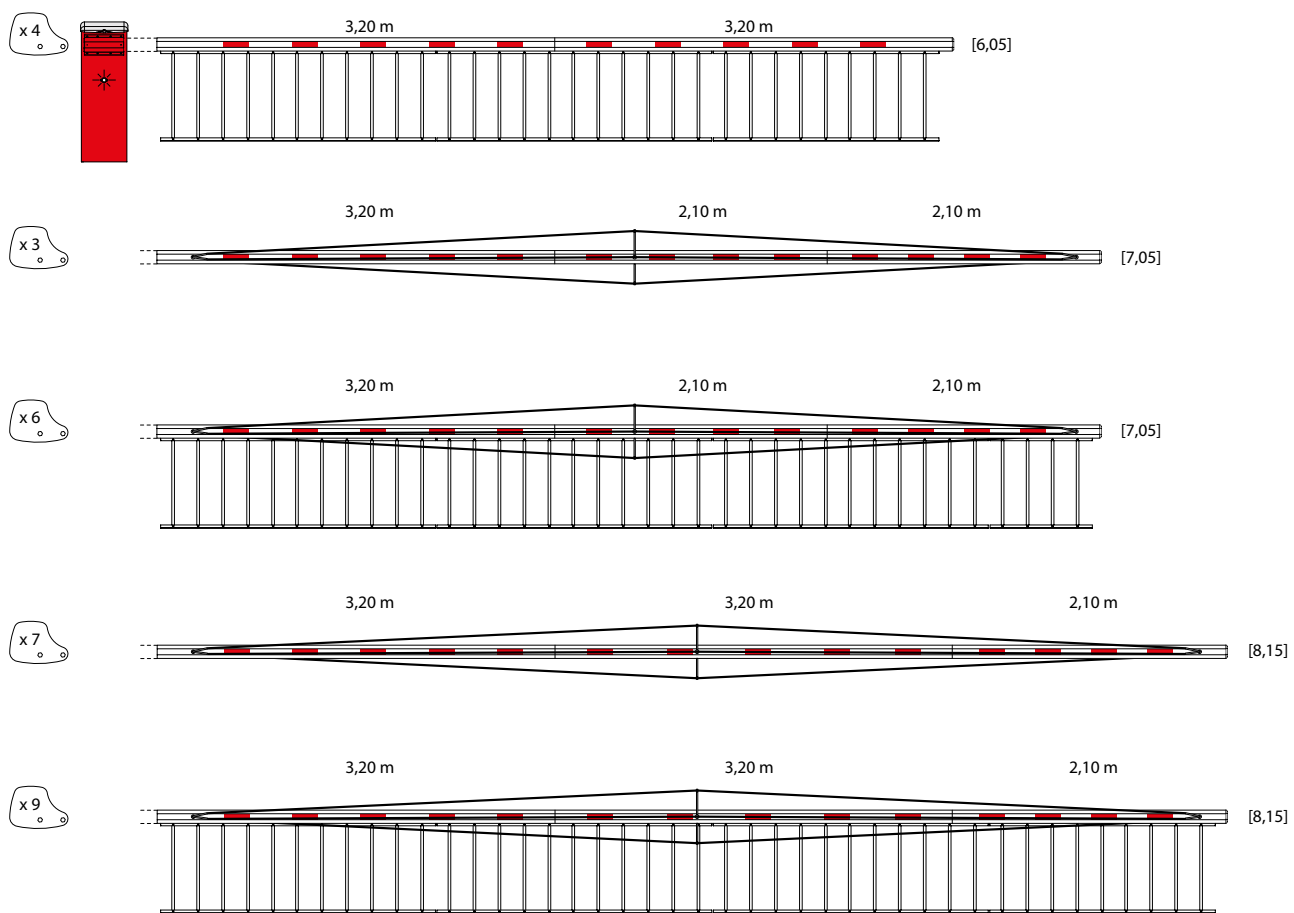 x 4
3,20 m 3,20 m
[6,05]
3,20 m 2,10 m 2,10 m
x 3
[7,05]
3,20 m 2,10 m 2,10 m
x 6
[7,05]
3,20 m 3,20 m 2,10 m
x 7
[8,15]
3,20 m 3,20 m 2,10 m
x 9
[8,15]